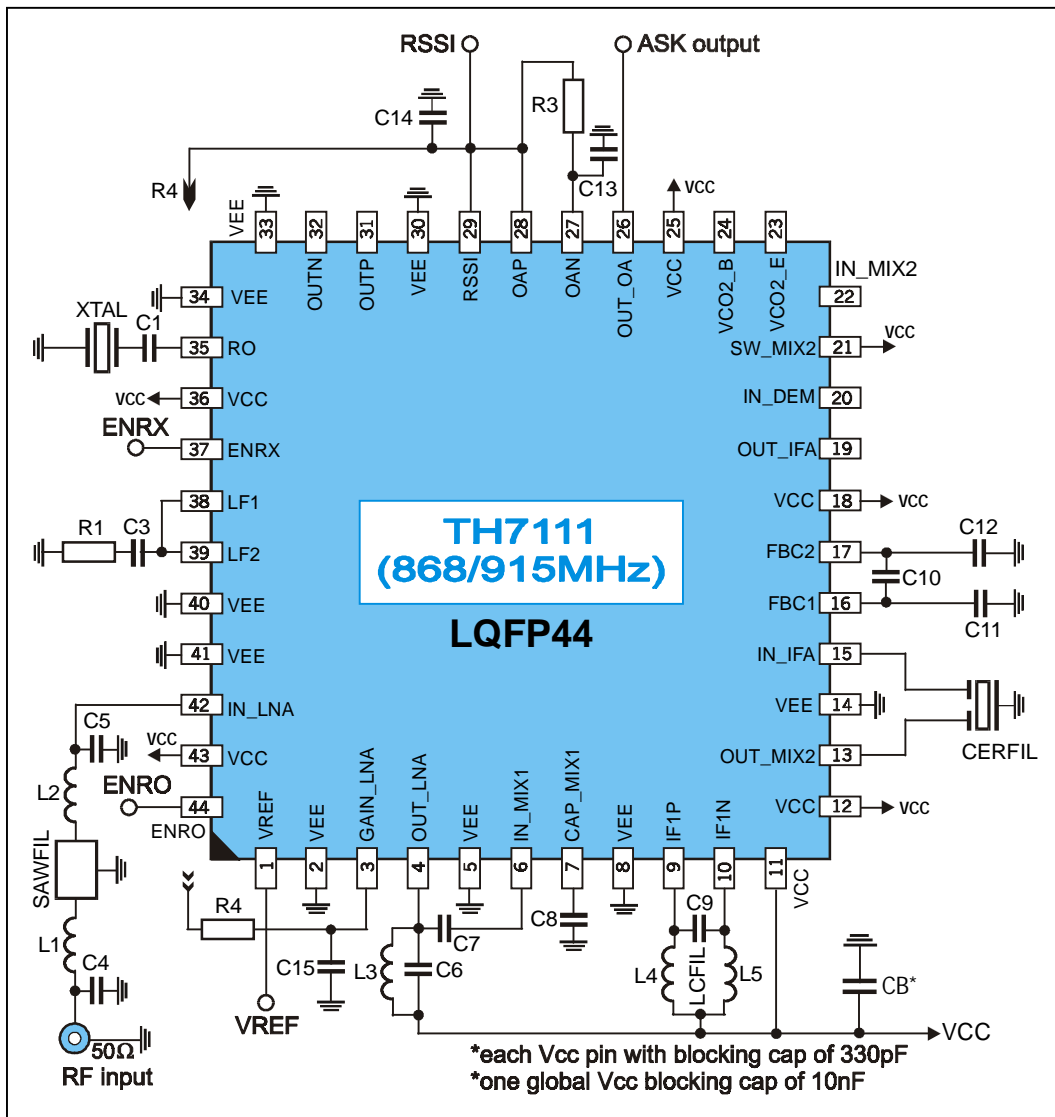 RSSI
ASK output
C14
R3
C13
R4
VCC
VEE
33
32
31
30
29
28
27
26
25
24
23
OUTN
OUTP
VEE
RSSI
OAP
OAN
OUT_OA
VCC
VCO2_B
VCO2_E
IN_MIX2
22
34
VEE
XTAL
C1
35
RO
SW_MIX2
21
VCC
VCC
36
VCC
IN_DEM
20
ENRX
37
ENRX
OUT_IFA
19
38
LF1
VCC
18
VCC
R1
C3
39
LF2
TH7111
(868/915MHz)
LQFP44
FBC2
17
C12
C10
40
VEE
FBC1
16
C11
41
VEE
IN_IFA
15
42
IN_LNA
VEE
14
C5
VCC
43
VCC
OUT_MIX2
13
CERFIL
L2
ENRO
44
ENRO
VCC
12
VCC
VREF
VEE
GAIN_LNA
OUT_LNA
VEE
IN_MIX1
CAP_MIX1
VEE
IF1P
IF1N
1
2
3
4
5
6
7
8
9
10
11
VCC
SAWFIL
L1
C4
R4
C15
L3
C6
C7
C8
C9
L4
LCFIL
L5
CB*
VREF
VCC
50Ω
RF input
*each Vcc pin with blocking cap of 330pF
*one global Vcc blocking cap of 10nF